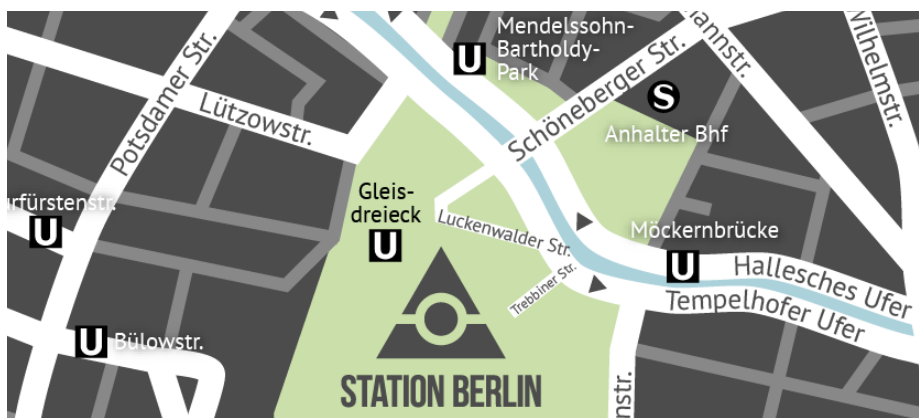 Mendelssohn-
Bartholdy-
Park
U
Potsdamer Str.
Lützowstr.
Schöneberger Str.
Wilhelmstr.
S
Anhalter Bhf
Gleis-
dreieck
U
U
Luckenwalder Str.
Möckernbrücke
U
Hallesches Ufer
Trebbiner Str.
Tempelhofer Ufer
U
Bülowstr.
STATION BERLIN